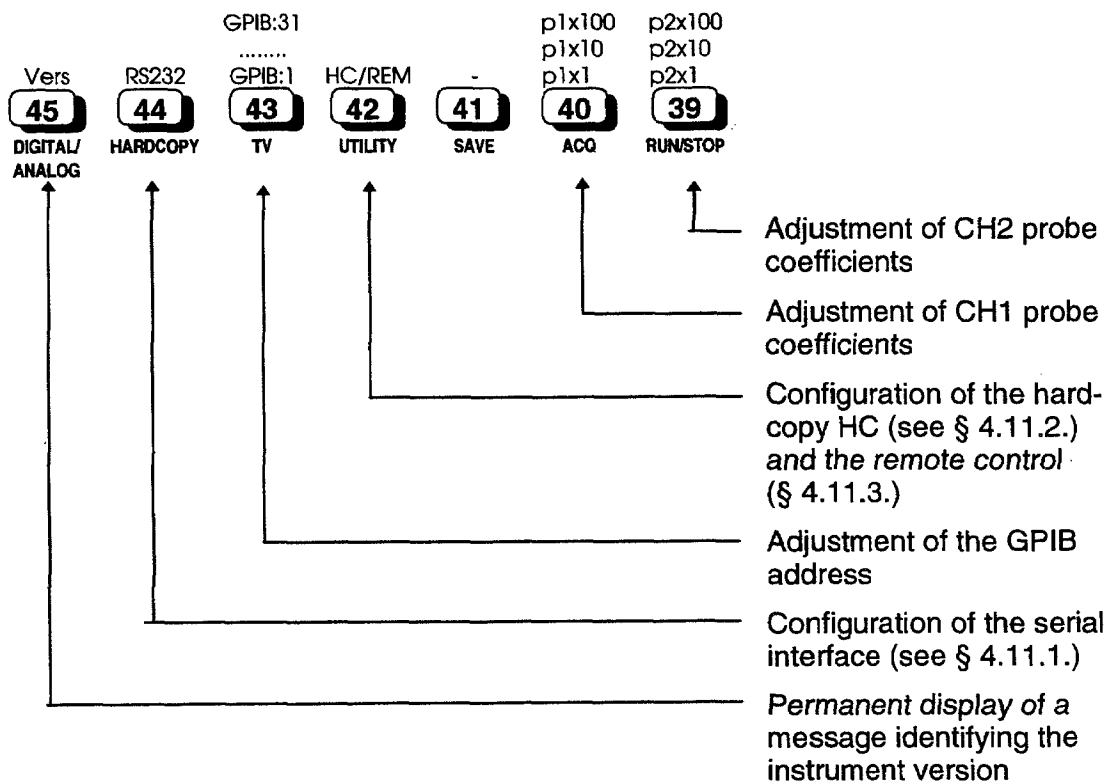 GPIB:31 p1x100 p2x100
........ p1x10 p2x10
Vers RS232 GPIB:1 HC/REM - p1x1 p2x1
45 44 43 42 41 40 39
DIGITAL/ HARDCOPY TV UTILITY SAVE ACQ RUN/STOP
ANALOG
Adjustment of CH2 probe
coefficients
Adjustment of CH1 probe
coefficients
Configuration of the hard-
copy HC (see § 4.11.2.)
and the remote control
(§ 4.11.3.)
Adjustment of the GPIB
address
Configuration of the serial
interface (see § 4.11.1.)
Permanent display of a
message identifying the
instrument version